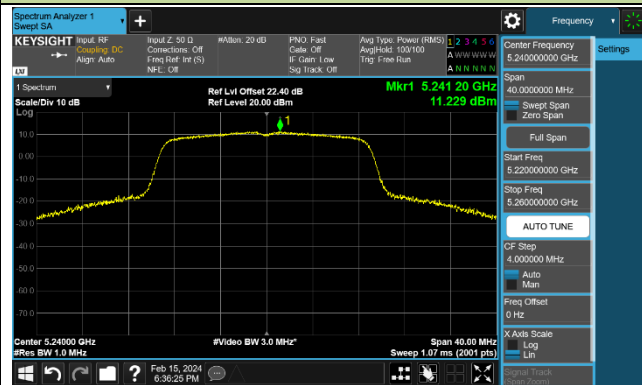 Spectrum Analyzer 1
Swept SA
+
Frequency
KEYSIGHT
Input: RF
Coupling: DC
Align: Auto
Input Z: 50 Ω
Corrections: Off
Freq Ref: Int (S)
NFE: Off
#Atten: 20 dB
PNO: Fast
Gate: Off
IF Gain: Low
Sig Track: Off
Avg Type: Power (RMS)
Avg|Hold: 100/100
Trig: Free Run
1 2 3 4 5 6
A W W W W W
A N N N N N
LXI
1 Spectrum
Scale/Div 10 dB
Ref Lvl Offset 22.40 dB
Ref Level 20.00 dBm
Mkr1 5.241 20 GHz
11.229 dBm
Log
1
10.0
0.00
-10.0
-20.0
-30.0
-40.0
-50.0
-60.0
-70.0
Center 5.24000 GHz
#Res BW 1.0 MHz
#Video BW 3.0 MHz*
Span 40.00 MHz
Sweep 1.07 ms (2001 pts)
Center Frequency
5.240000000 GHz
Settings
Span
40.0000000 MHz
Swept Span
Zero Span
Full Span
Start Freq
5.220000000 GHz
Stop Freq
5.260000000 GHz
AUTO TUNE
CF Step
4.000000 MHz
Auto
Man
Freq Offset
0 Hz
X Axis Scale
Log
Lin
Signal Track
(Span Zoom)
?
Feb 15, 2024
6:36:25 PM